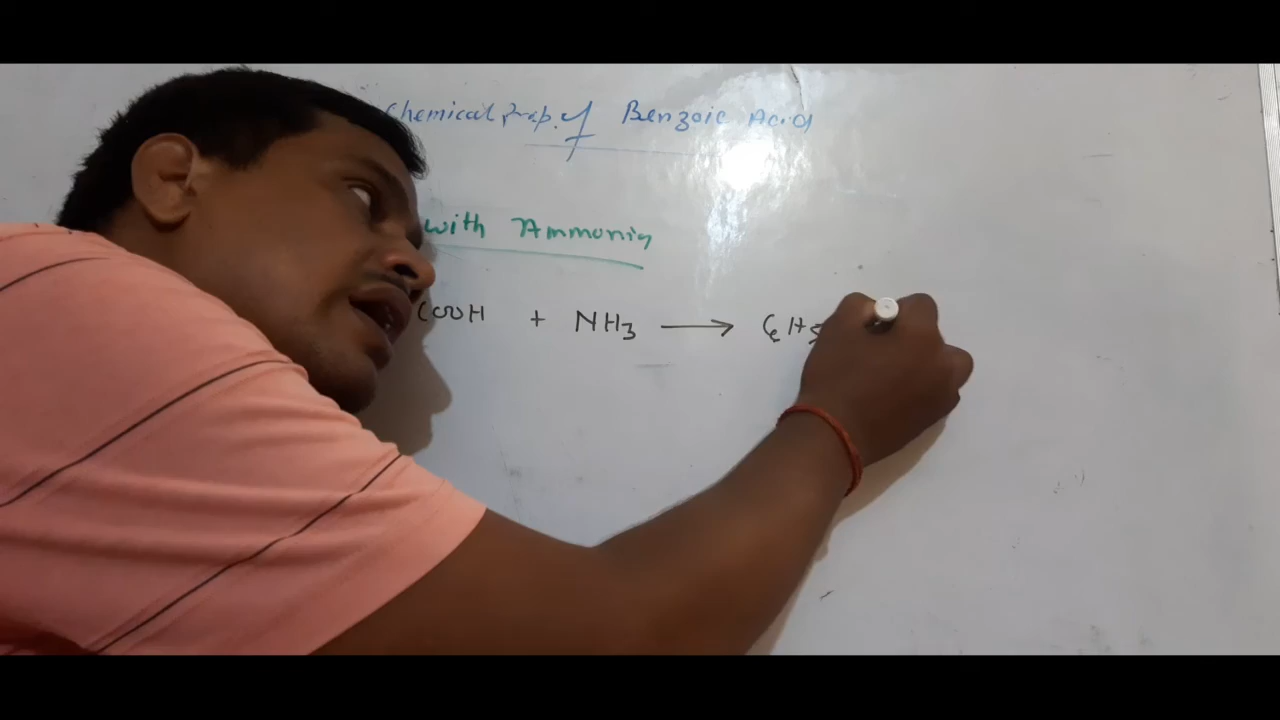 Chemical prop. of Benzoic Acid
with Ammonia
COOH + NH3 → C6H5